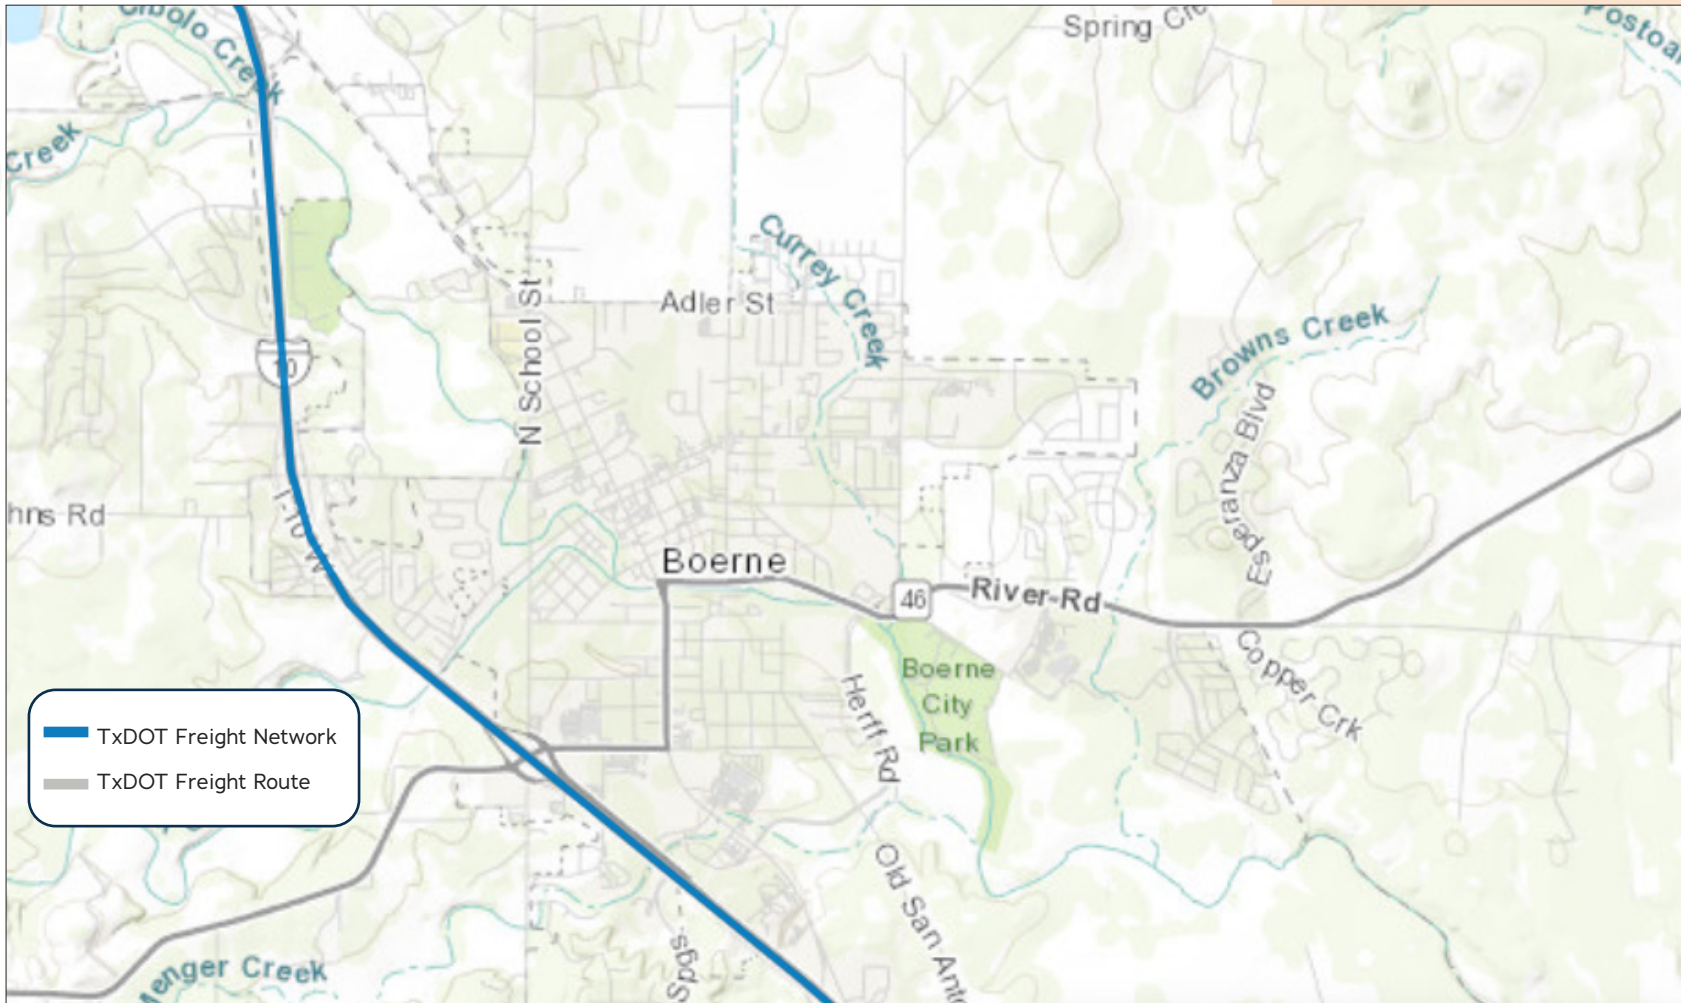 Cibolo Creek
Spring
Postoa
Creek
Currey Creek
N School St
Adler St
Browns Creek
10
Esperanza Blvd
I-10 W
hns Rd
Boerne
46
River Rd
Boerne
City
Park
Herff Rd
Copper Crk
TxDOT Freight Network
TxDOT Freight Route
Old San Anto
Menger Creek
Spgs